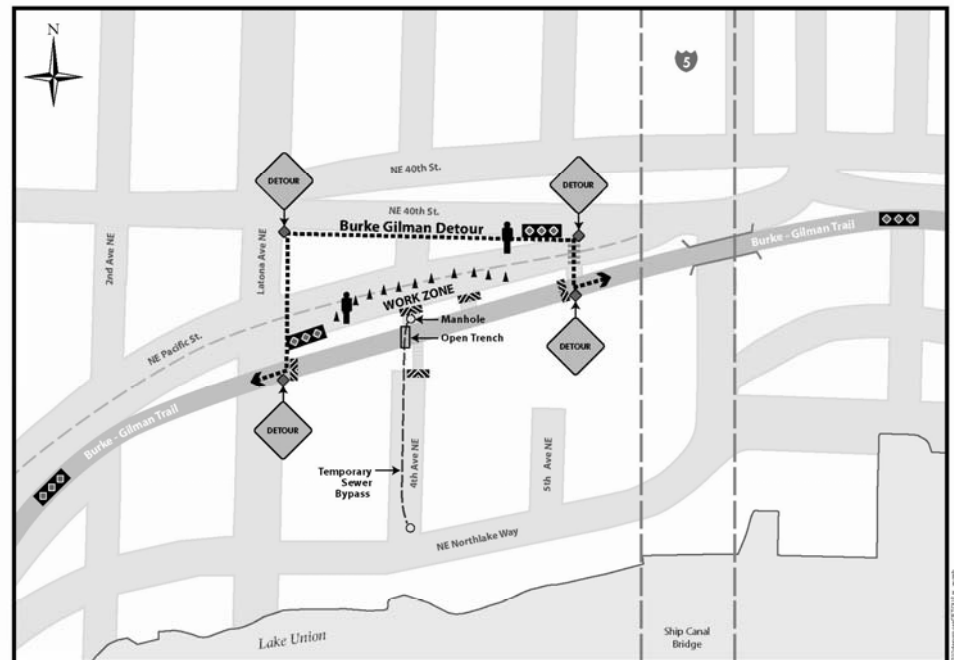 N
5
NE 40th St.
DETOUR
DETOUR
NE 40th St.
Burke Gilman Detour
Burke - Gilman Trail
2nd Ave NE
Latona Ave NE
WORK ZONE
Manhole
Open Trench
NE Pacific St.
DETOUR
DETOUR
Burke - Gilman Trail
Temporary
Sewer
Bypass
4th Ave NE
5th Ave NE
NE Northlake Way
Lake Union
Ship Canal
Bridge